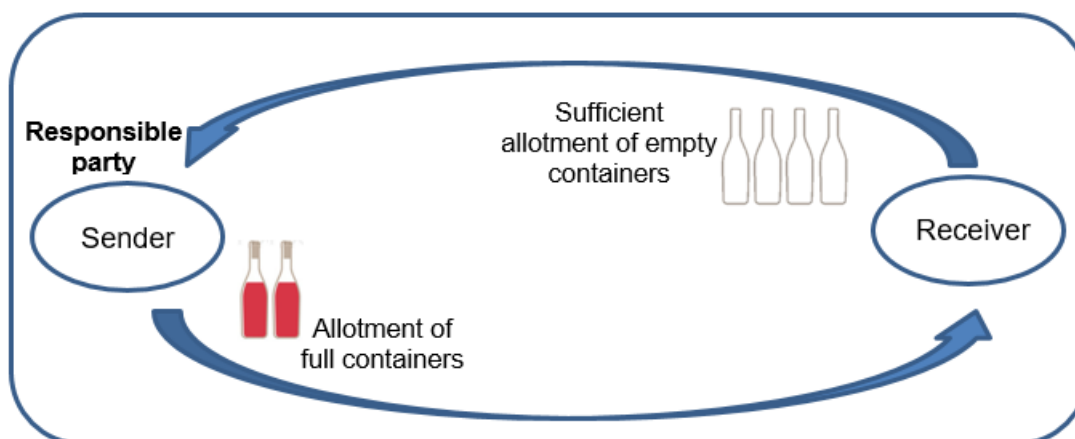 Responsible
party
Sender
Sufficient
allotment of empty
containers
Receiver
Allotment of
full containers